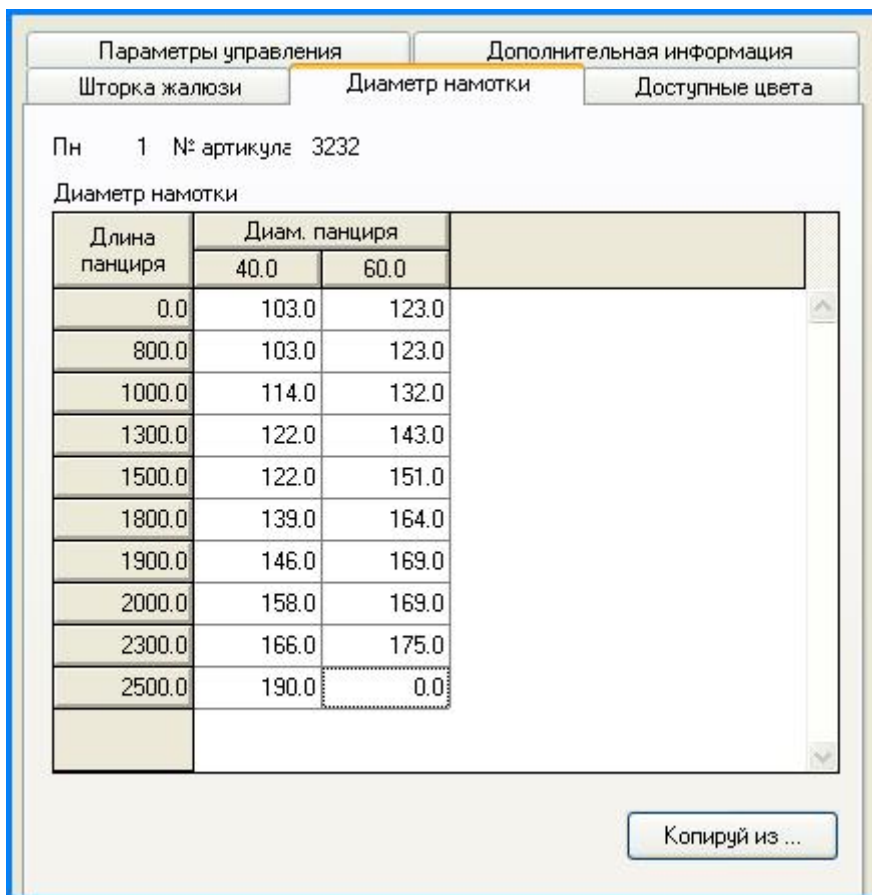 Параметры управления Дополнительная информация
Шторка жалюзи Диаметр намотки Доступные цвета
Пн 1 № артикула 3232
Диаметр намотки
Длина панциря Диам. панциря
40.0 60.0
0.0 103.0 123.0
800.0 103.0 123.0
1000.0 114.0 132.0
1300.0 122.0 143.0
1500.0 122.0 151.0
1800.0 139.0 164.0
1900.0 146.0 169.0
2000.0 158.0 169.0
2300.0 166.0 175.0
2500.0 190.0 0.0
Копируй из ...